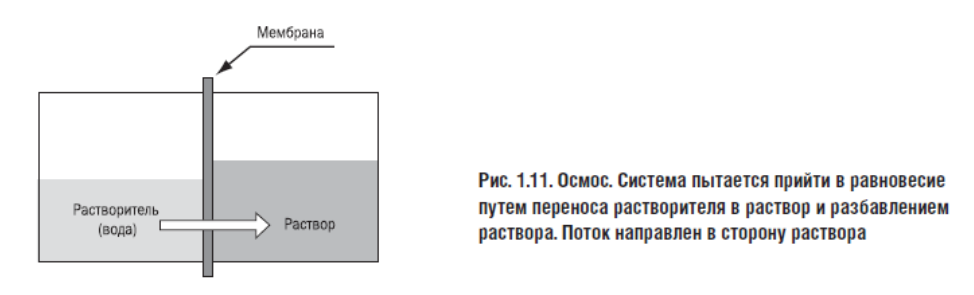 Мембрана
Растворитель
(вода)
Раствор
Рис. 1.11. Осмос. Система пытается прийти в равновесие
путем переноса растворителя в раствор и разбавлением
раствора. Поток направлен в сторону раствора